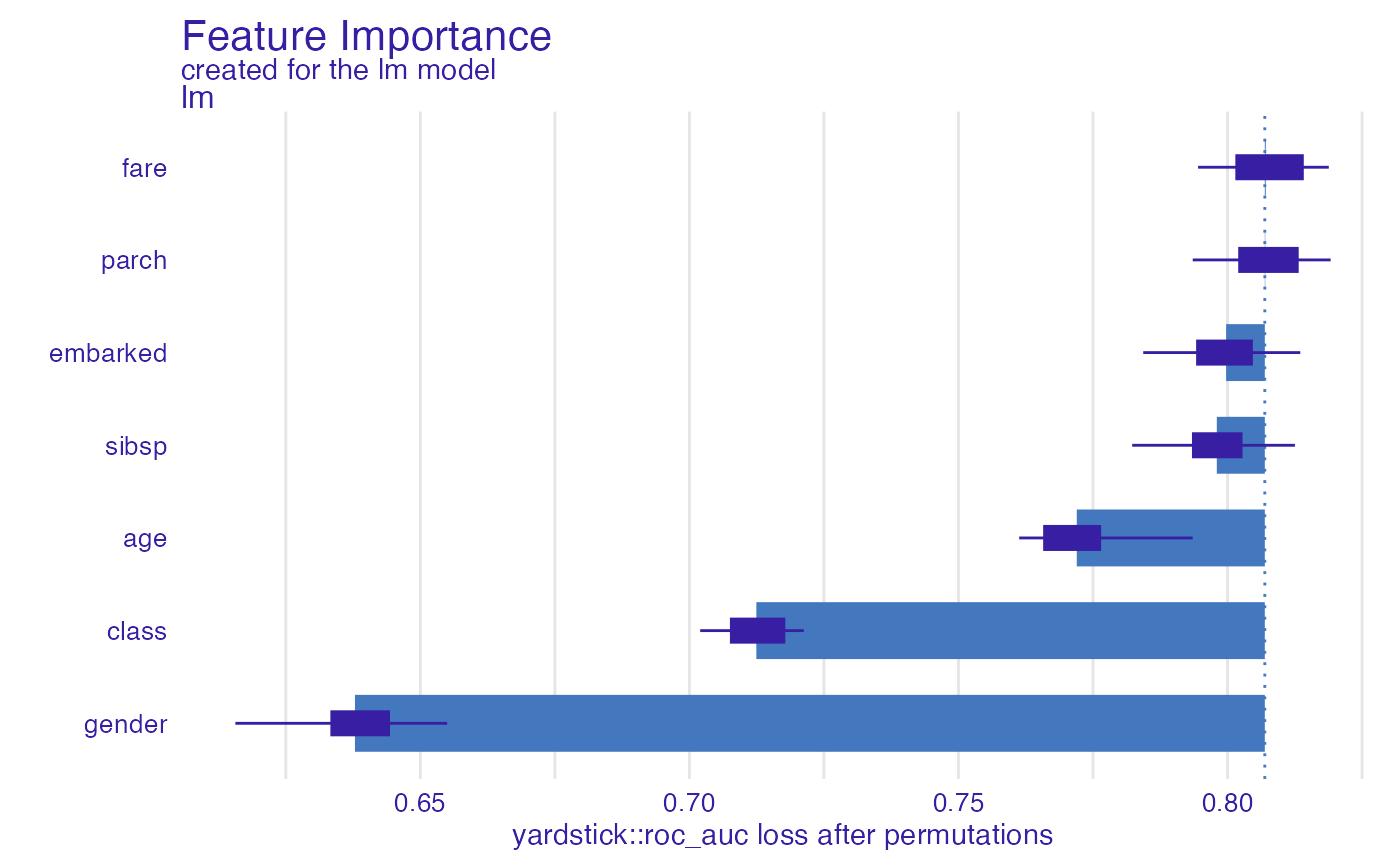 Feature Importance
created for the lm model
lm
fare
parch
embarked
sibsp
age
class
gender
0.65 0.70 0.75 0.80
yardstick::roc_auc loss after permutations